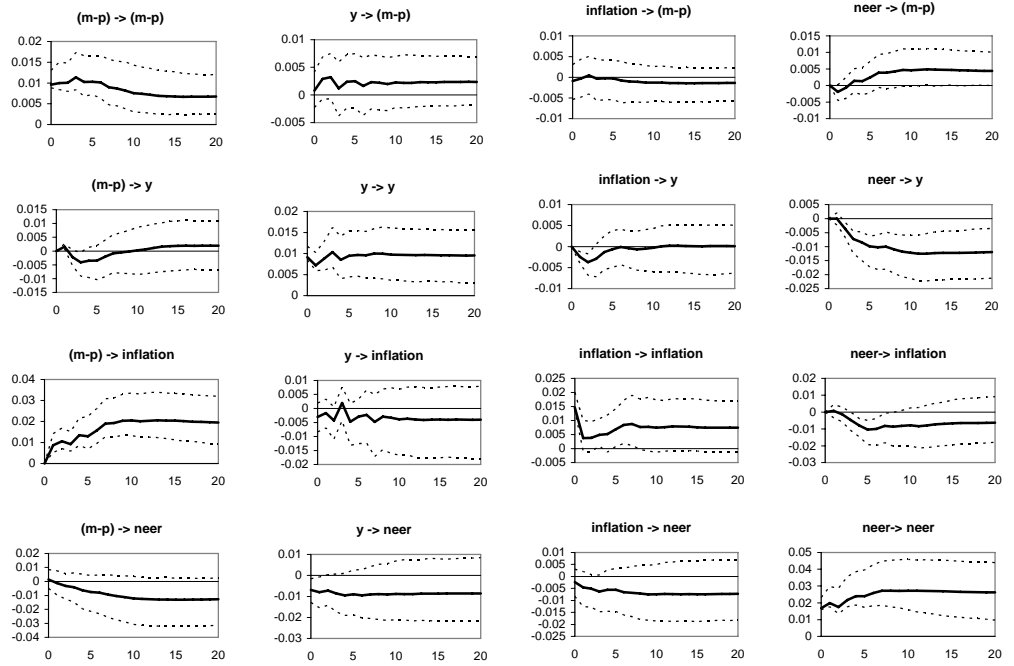 (m-p) -> (m-p)
0.02
0.015
0.01
0.005
0
0 5 10 15 20
y -> (m-p)
0.01
0.005
0
-0.005
0 5 10 15 20
inflation -> (m-p)
0.01
0.005
0
-0.005
-0.01
0 5 10 15 20
neer -> (m-p)
0.015
0.01
0.005
0
-0.005
-0.01
0 5 10 15 20
(m-p) -> y
0.015
0.01
0.005
0
-0.005
-0.01
-0.015
0 5 10 15 20
y -> y
0.02
0.015
0.01
0.005
0
0 5 10 15 20
inflation -> y
0.01
0.005
0
-0.005
-0.01
0 5 10 15 20
neer -> y
0.005
0
-0.005
-0.01
-0.015
-0.02
-0.025
0 5 10 15 20
(m-p) -> inflation
0.04
0.03
0.02
0.01
0
0 5 10 15 20
y -> inflation
0.01
0.005
0
-0.005
-0.01
-0.015
-0.02
0 5 10 15 20
inflation -> inflation
0.025
0.02
0.015
0.01
0.005
0
-0.005
0 5 10 15 20
neer-> inflation
0.02
0.01
0
-0.01
-0.02
-0.03
0 5 10 15 20
(m-p) -> neer
0.02
0.01
0
-0.01
-0.02
-0.03
-0.04
0 5 10 15 20
y -> neer
0.01
0
-0.01
-0.02
-0.03
0 5 10 15 20
inflation -> neer
0.01
0.005
0
-0.005
-0.01
-0.015
-0.02
-0.025
0 5 10 15 20
neer-> neer
0.05
0.04
0.03
0.02
0.01
0
0 5 10 15 20